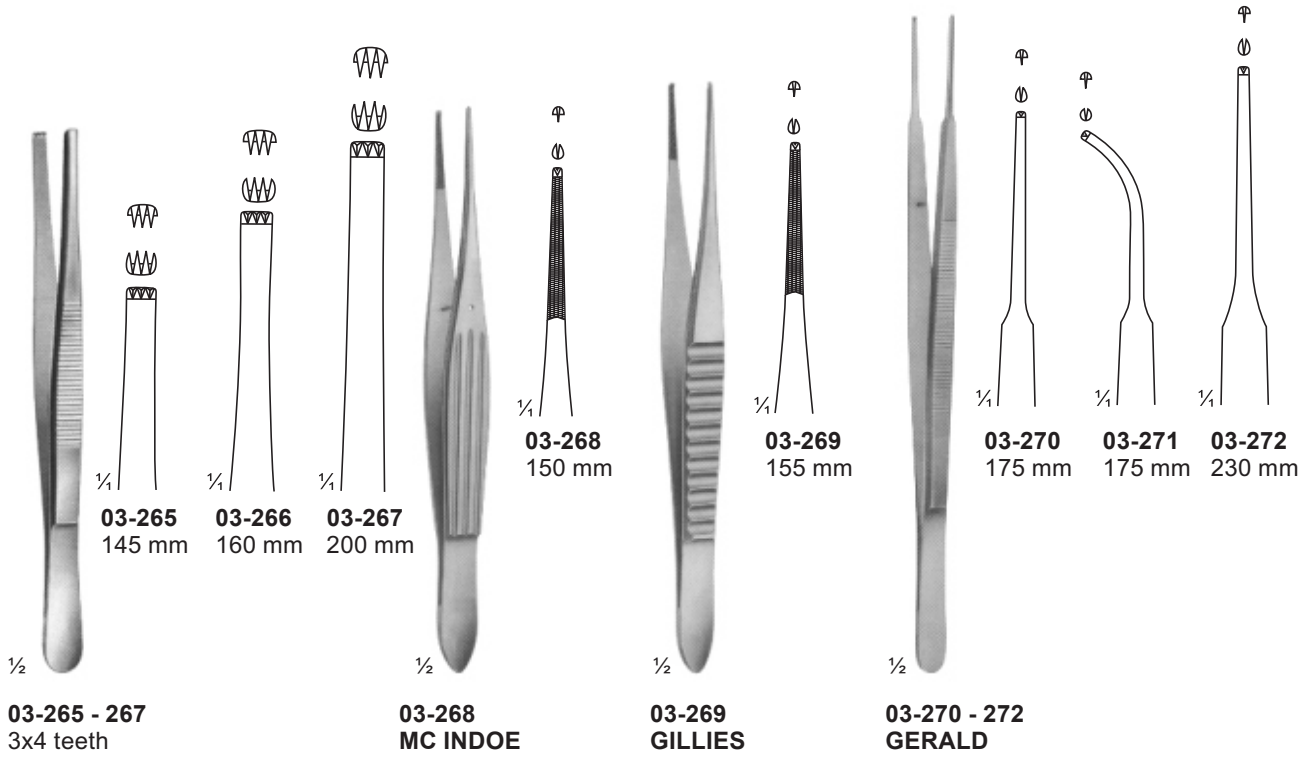 ⅟₁
03-265
145 mm
⅟₁
03-266
160 mm
⅟₁
03-267
200 mm
⅟₁
03-268
150 mm
⅟₁
03-269
155 mm
⅟₁
03-270
175 mm
⅟₁
03-271
175 mm
⅟₁
03-272
230 mm
½
03-265 - 267
3x4 teeth
½
03-268
MC INDOE
½
03-269
GILLIES
½
03-270 - 272
GERALD